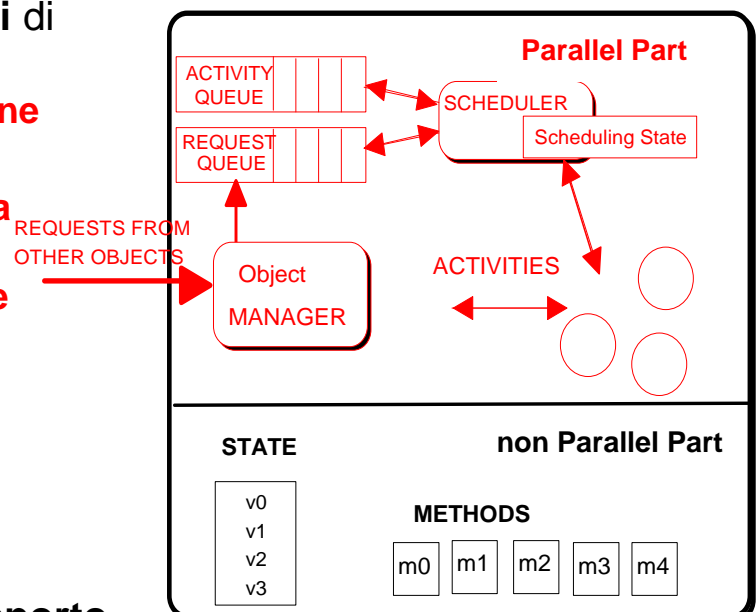 i di
ne
a
e
Parallel Part
ACTIVITY
QUEUE
SCHEDULER
Scheduling State
REQUEST
QUEUE
REQUESTS FROM
OTHER OBJECTS
Object
MANAGER
ACTIVITIES
non Parallel Part
STATE
v0
v1
v2
v3
METHODS
m0 m1 m2 m3 m4